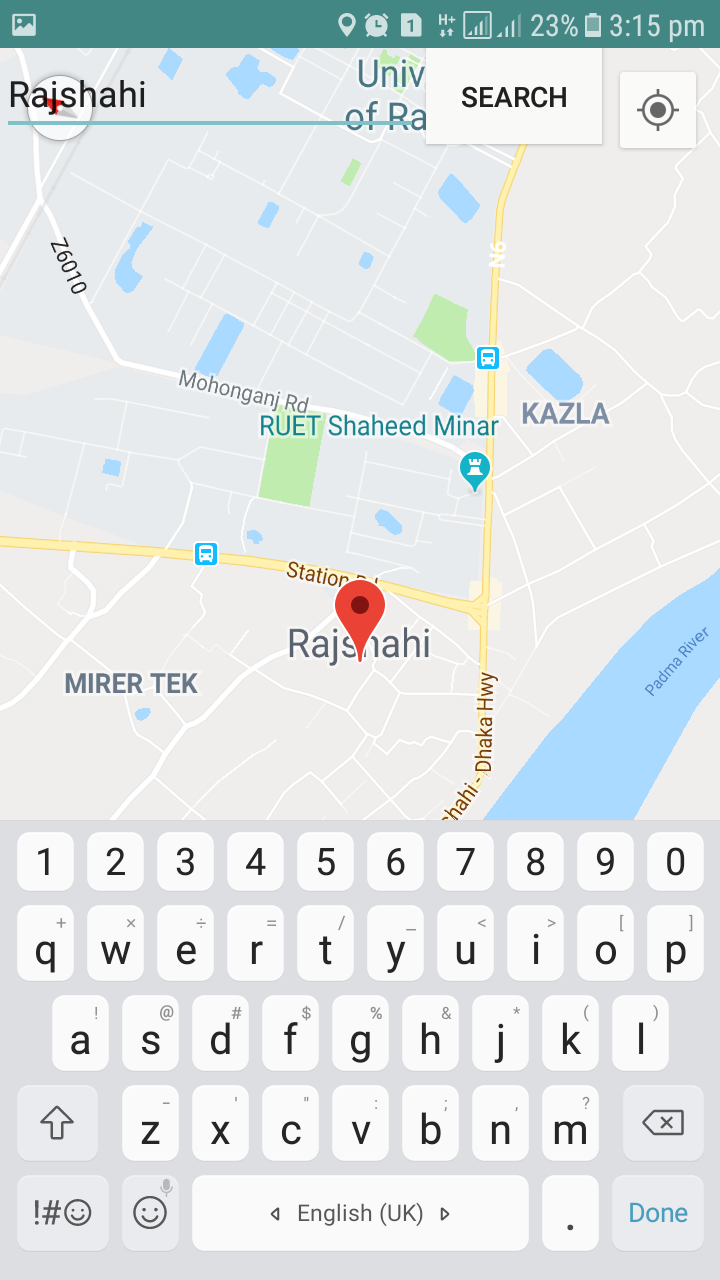 1 H+ 23% 3:15 pm
Rajshahi
SEARCH
Univ
of Ra
Z6010
N6
Mohonganj Rd
RUET Shaheed Minar
KAZLA
Station Rd
Rajshahi
MIRER TEK
Padma River
shahi - Dhaka Hwy
1 2 3 4 5 6 7 8 9 0
+ × ÷ = / _ < > [ ]
q w e r t y u i o p
! @ # $ % & * ( )
a s d f g h j k l
- ' " : ; , ?
z x c v b n m
!#☺ English (UK) . Done